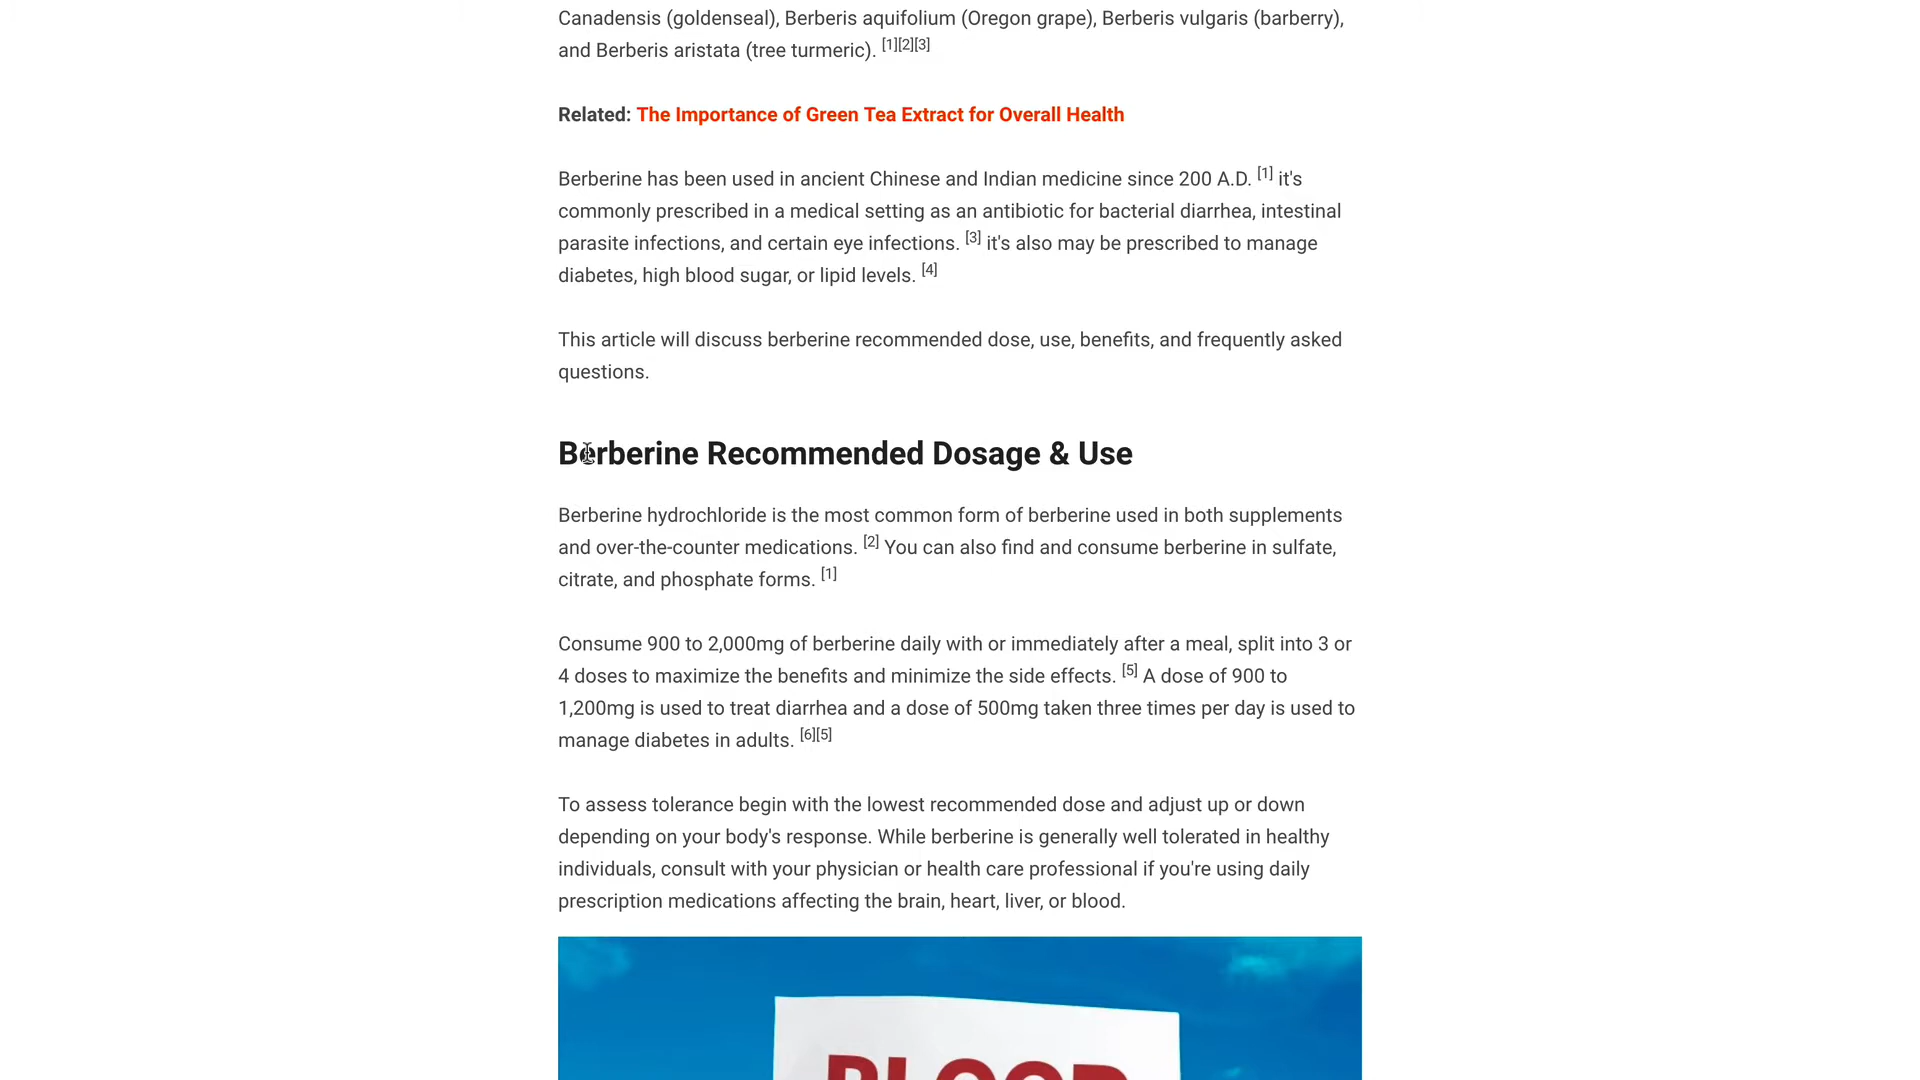 Canadensis (goldenseal), Berberis aquifolium (Oregon grape), Berberis vulgaris (barberry),
and Berberis aristata (tree turmeric). [1][2][3]
Related: The Importance of Green Tea Extract for Overall Health
Berberine has been used in ancient Chinese and Indian medicine since 200 A.D. [1] it's
commonly prescribed in a medical setting as an antibiotic for bacterial diarrhea, intestinal
parasite infections, and certain eye infections. [3] it's also may be prescribed to manage
diabetes, high blood sugar, or lipid levels. [4]
This article will discuss berberine recommended dose, use, benefits, and frequently asked
questions.
Berberine Recommended Dosage & Use
Berberine hydrochloride is the most common form of berberine used in both supplements
and over-the-counter medications. [2] You can also find and consume berberine in sulfate,
citrate, and phosphate forms. [1]
Consume 900 to 2,000mg of berberine daily with or immediately after a meal, split into 3 or
4 doses to maximize the benefits and minimize the side effects. [5] A dose of 900 to
1,200mg is used to treat diarrhea and a dose of 500mg taken three times per day is used to
manage diabetes in adults. [6][5]
To assess tolerance begin with the lowest recommended dose and adjust up or down
depending on your body's response. While berberine is generally well tolerated in healthy
individuals, consult with your physician or health care professional if you're using daily
prescription medications affecting the brain, heart, liver, or blood.
BLOOD